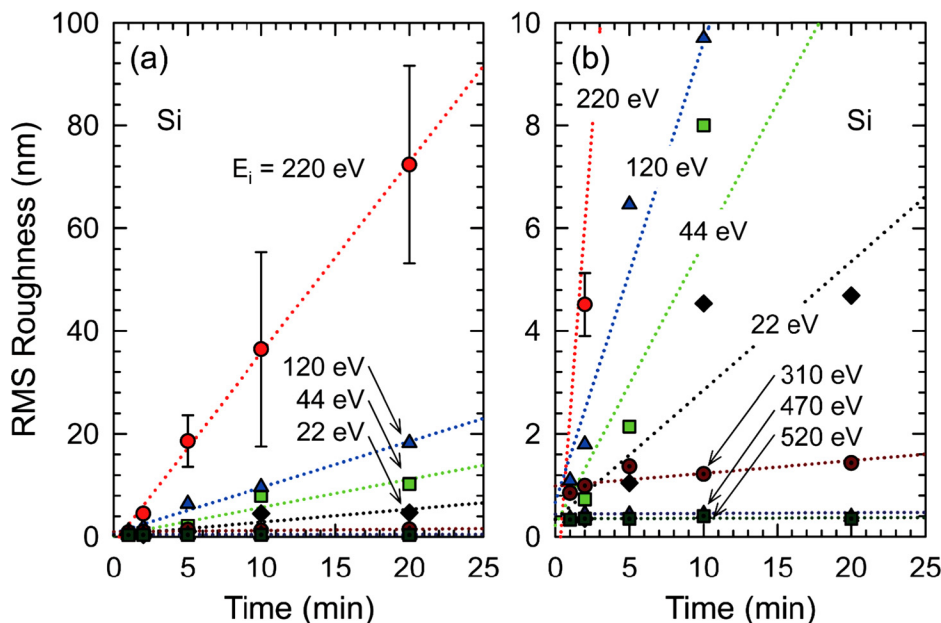 (a)
Si
E_i = 220 eV
120 eV
44 eV
22 eV
RMS Roughness (nm)
100
80
60
40
20
0
0 5 10 15 20 25
Time (min)
(b)
Si
220 eV
120 eV
44 eV
22 eV
310 eV
470 eV
520 eV
10
8
6
4
2
0
0 5 10 15 20 25
Time (min)